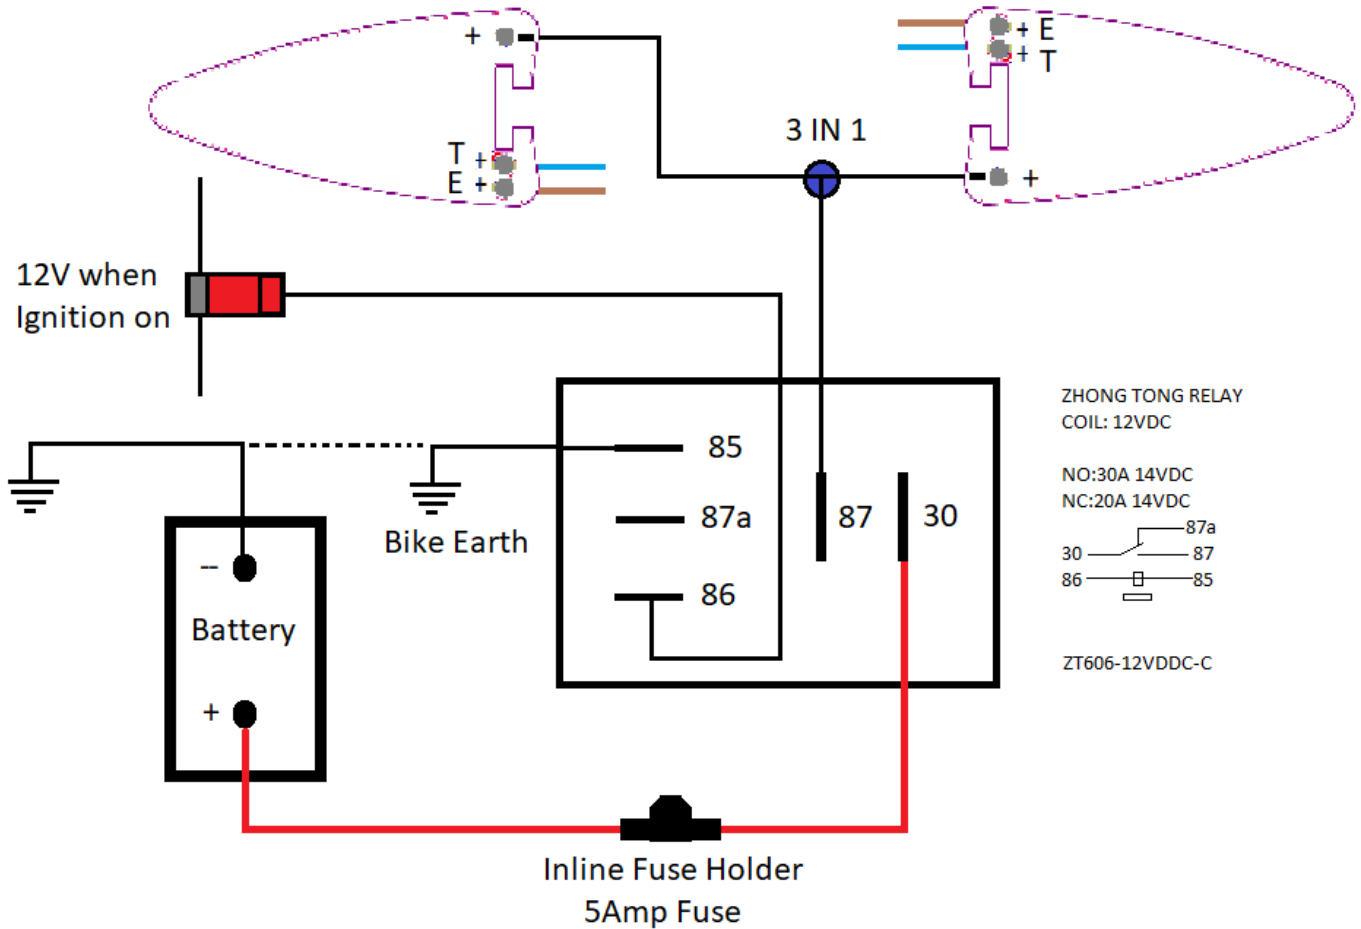 +
+ E
+ T
3 IN 1
T +
E +
+
12V when
Ignition on
ZHONG TONG RELAY
COIL: 12VDC
85
NO:30A 14VDC
NC:20A 14VDC
87a
87
30
87a
30
87
86
85
Bike Earth
--
86
Battery
ZT606-12VDDC-C
+
Inline Fuse Holder
5Amp Fuse